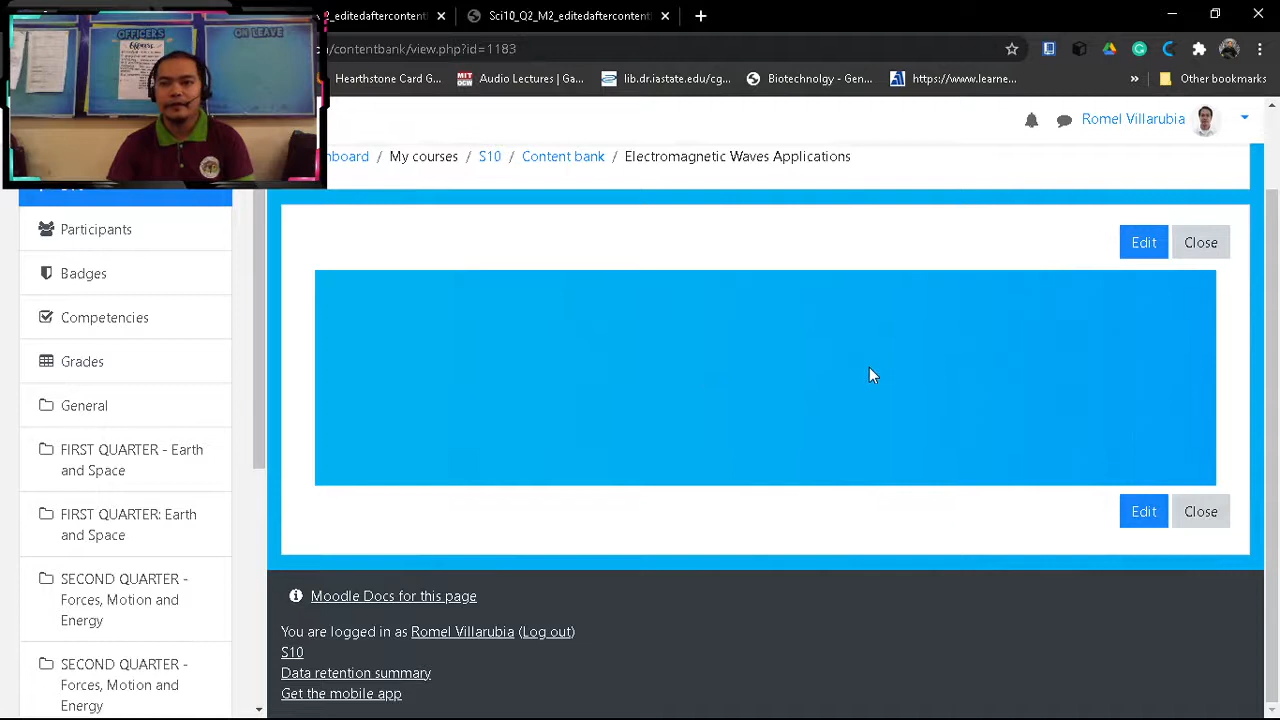 OFFICERS
ON LEAVE
2_editedaftercontent
S10_Q2_MOD2_editedaftercontent
/contentbank/view.php?id=1183
Hearthstone Card G...
Audio Lectures | Ga...
lib.dr.iastate.edu/cg...
Biotechnology - gen...
https://www.learne...
Other bookmarks
Romel Villarubia
/ My courses / S10 / Content bank / Electromagnetic Waves Applications
Participants
Badges
Competencies
Grades
General
FIRST QUARTER - Earth
and Space
FIRST QUARTER: Earth
and Space
SECOND QUARTER -
Forces, Motion and
Energy
SECOND QUARTER -
Forces, Motion and
Energy
Edit
Close
Edit
Close
Moodle Docs for this page
You are logged in as Romel Villarubia (Log out)
S10
Data retention summary
Get the mobile app